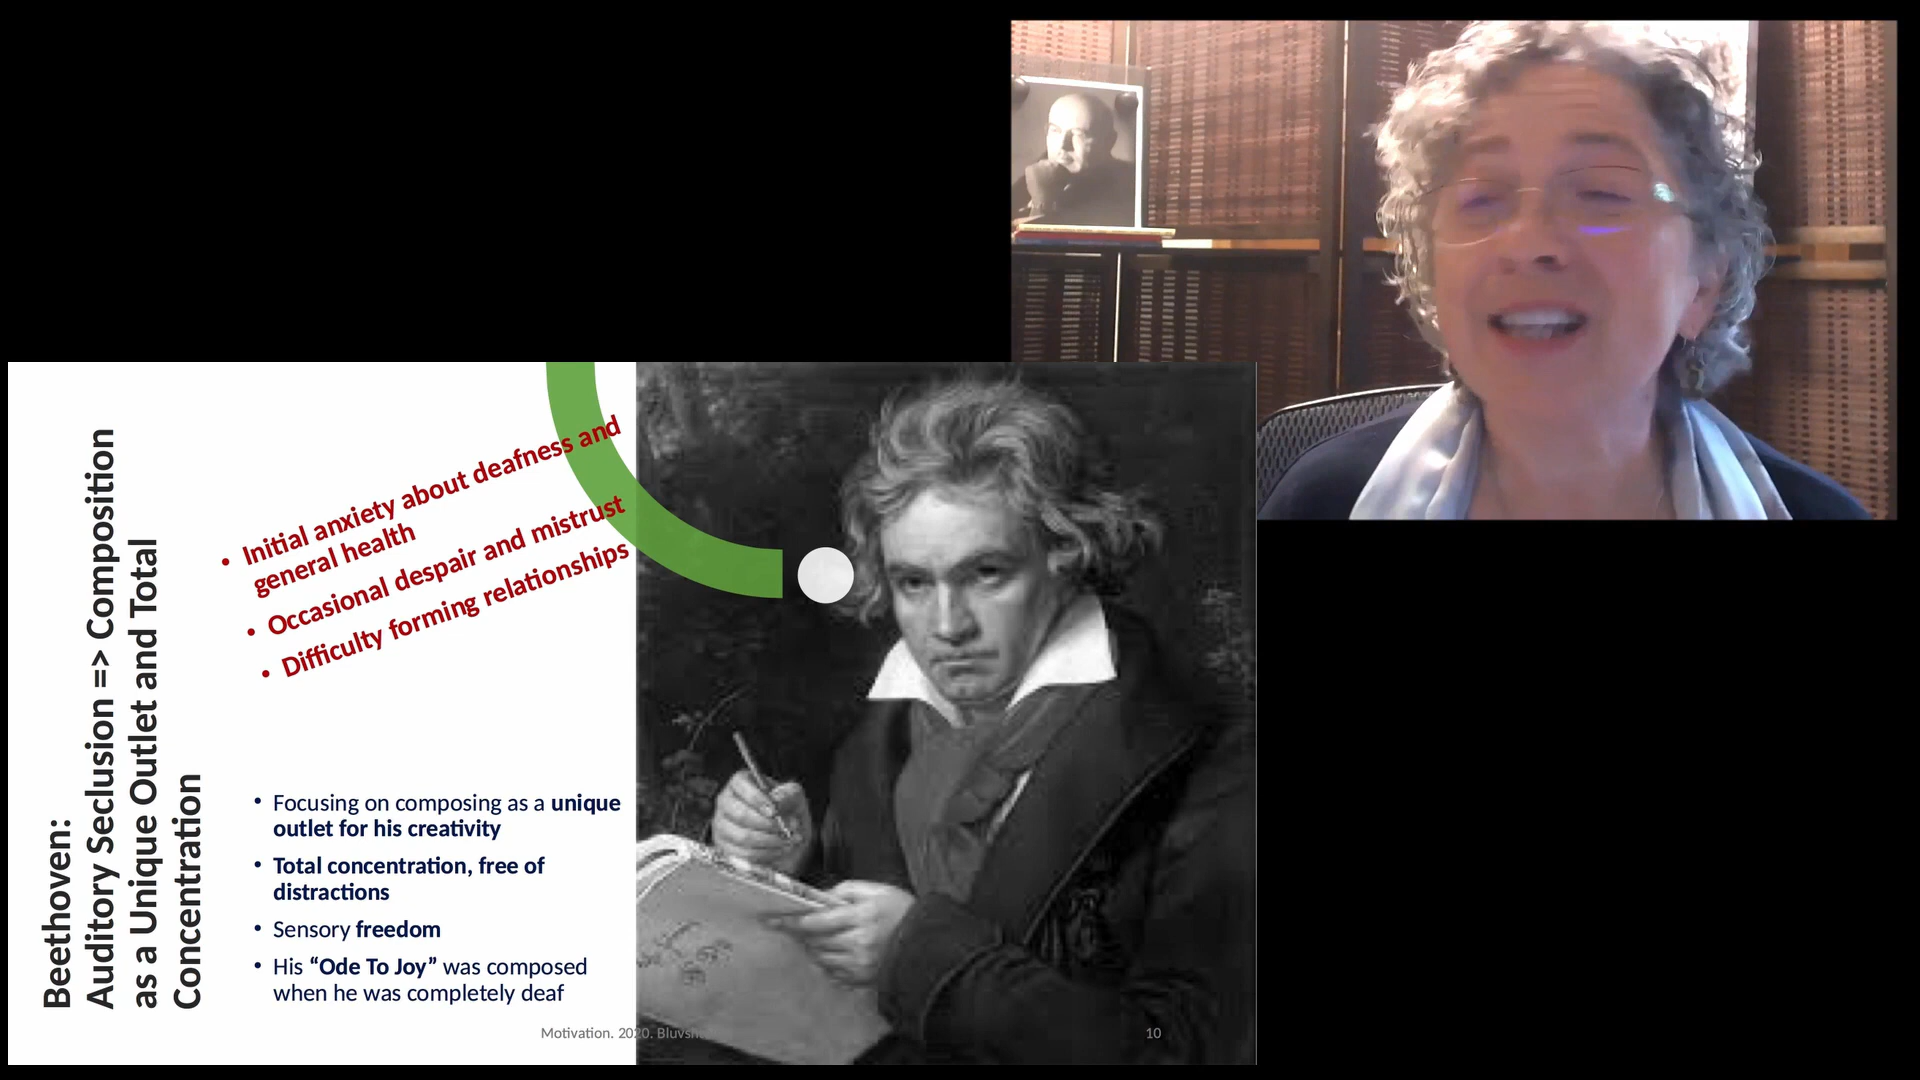 Beethoven:
Auditory Seclusion => Composition
as a Unique Outlet and Total
Concentration
• Initial anxiety about deafness and
general health
• Occasional despair and mistrust
• Difficulty forming relationships
• Focusing on composing as a unique
outlet for his creativity
• Total concentration, free of
distractions
• Sensory freedom
• His “Ode To Joy” was composed
when he was completely deaf
Motivation. 2020.
10